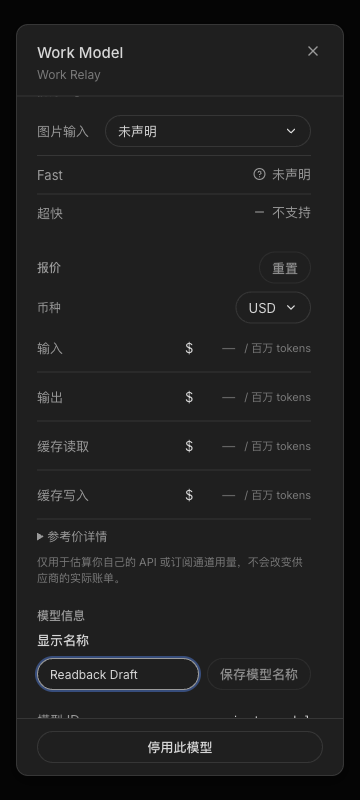 Work Model
Work Relay
图片输入 未声明
Fast 未声明
超快 — 不支持
报价 重置
币种 USD
输入 $ — / 百万 tokens
输出 $ — / 百万 tokens
缓存读取 $ — / 百万 tokens
缓存写入 $ — / 百万 tokens
参考价详情
仅用于估算你自己的 API 或订阅通道用量，不会改变供
应商的实际账单。
模型信息
显示名称
Readback Draft 保存模型名称
模型 ID
停用此模型